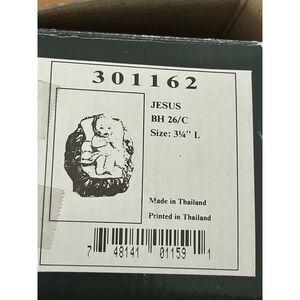 301162
JESUS
BH 26/C
Size: 3¼" L
Made in Thailand
Printed in Thailand
7 48141 01159 1